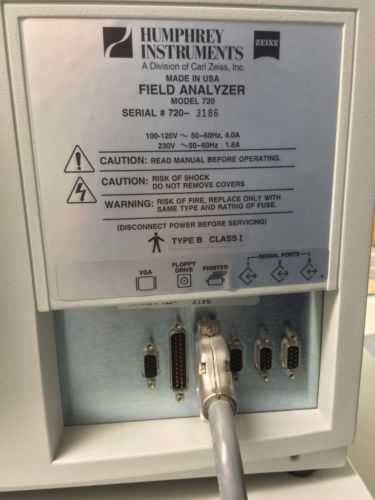 HUMPHREY
INSTRUMENTS
ZEISS
A Division of Carl Zeiss, Inc.
MADE IN USA
FIELD ANALYZER
MODEL 720
SERIAL # 720- 3186
100-120V ~ 50-60Hz, 4.0A
230V ~ 50-60Hz 1.8A
CAUTION: READ MANUAL BEFORE OPERATING.
CAUTION: RISK OF SHOCK
DO NOT REMOVE COVERS
WARNING: RISK OF FIRE, REPLACE ONLY WITH
SAME TYPE AND RATING OF FUSE.
(DISCONNECT POWER BEFORE SERVICING)
TYPE B CLASS I
VGA
FLOPPY
DRIVE
PRINTER
SERIAL PORTS
1 2 3
3186